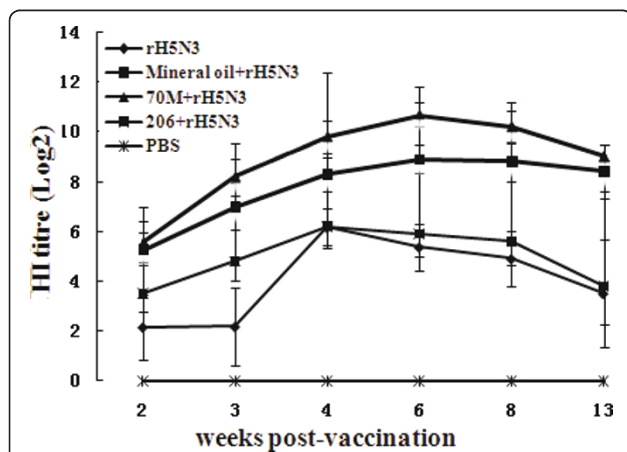 14
12
10
8
6
4
2
0
HI titre (Log2)
rH5N3
Mineral oil+rH5N3
70M+rH5N3
206+rH5N3
PBS
2 3 4 6 8 13
weeks post-vaccination